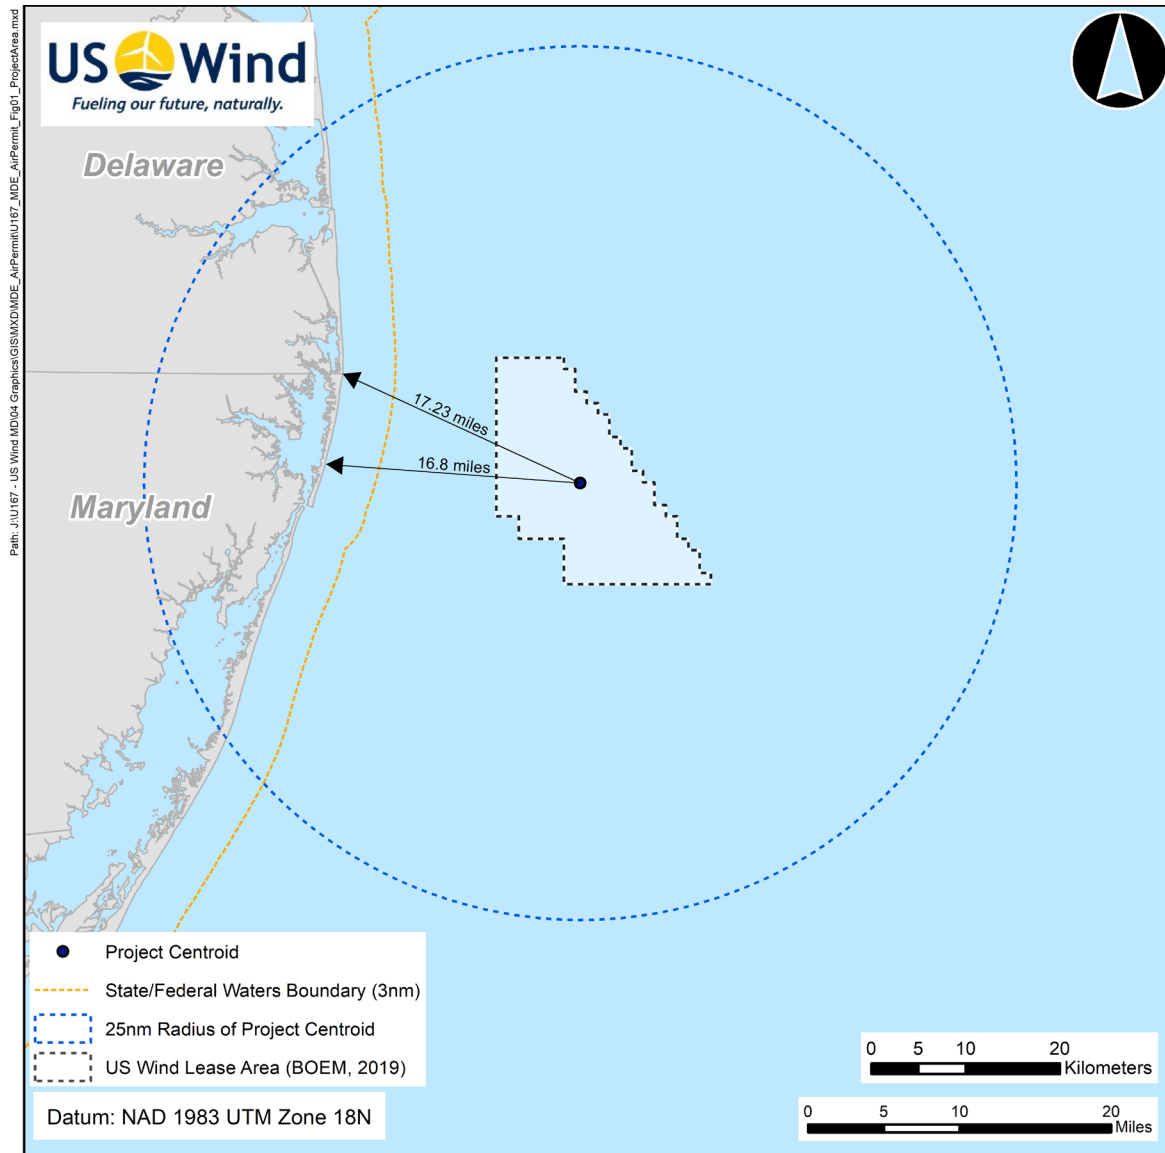 Path: J:\U167 - US Wind MD\04 Graphics\GIS\MXD\MDE_AirPermit\U167_MDE_AirPermit_Fig01_ProjectArea.mxd
US Wind
Fueling our future, naturally.
Delaware
17.23 miles
16.8 miles
Maryland
Project Centroid
State/Federal Waters Boundary (3nm)
25nm Radius of Project Centroid
US Wind Lease Area (BOEM, 2019)
Datum: NAD 1983 UTM Zone 18N
0 5 10 20
Kilometers
0 5 10 20
Miles